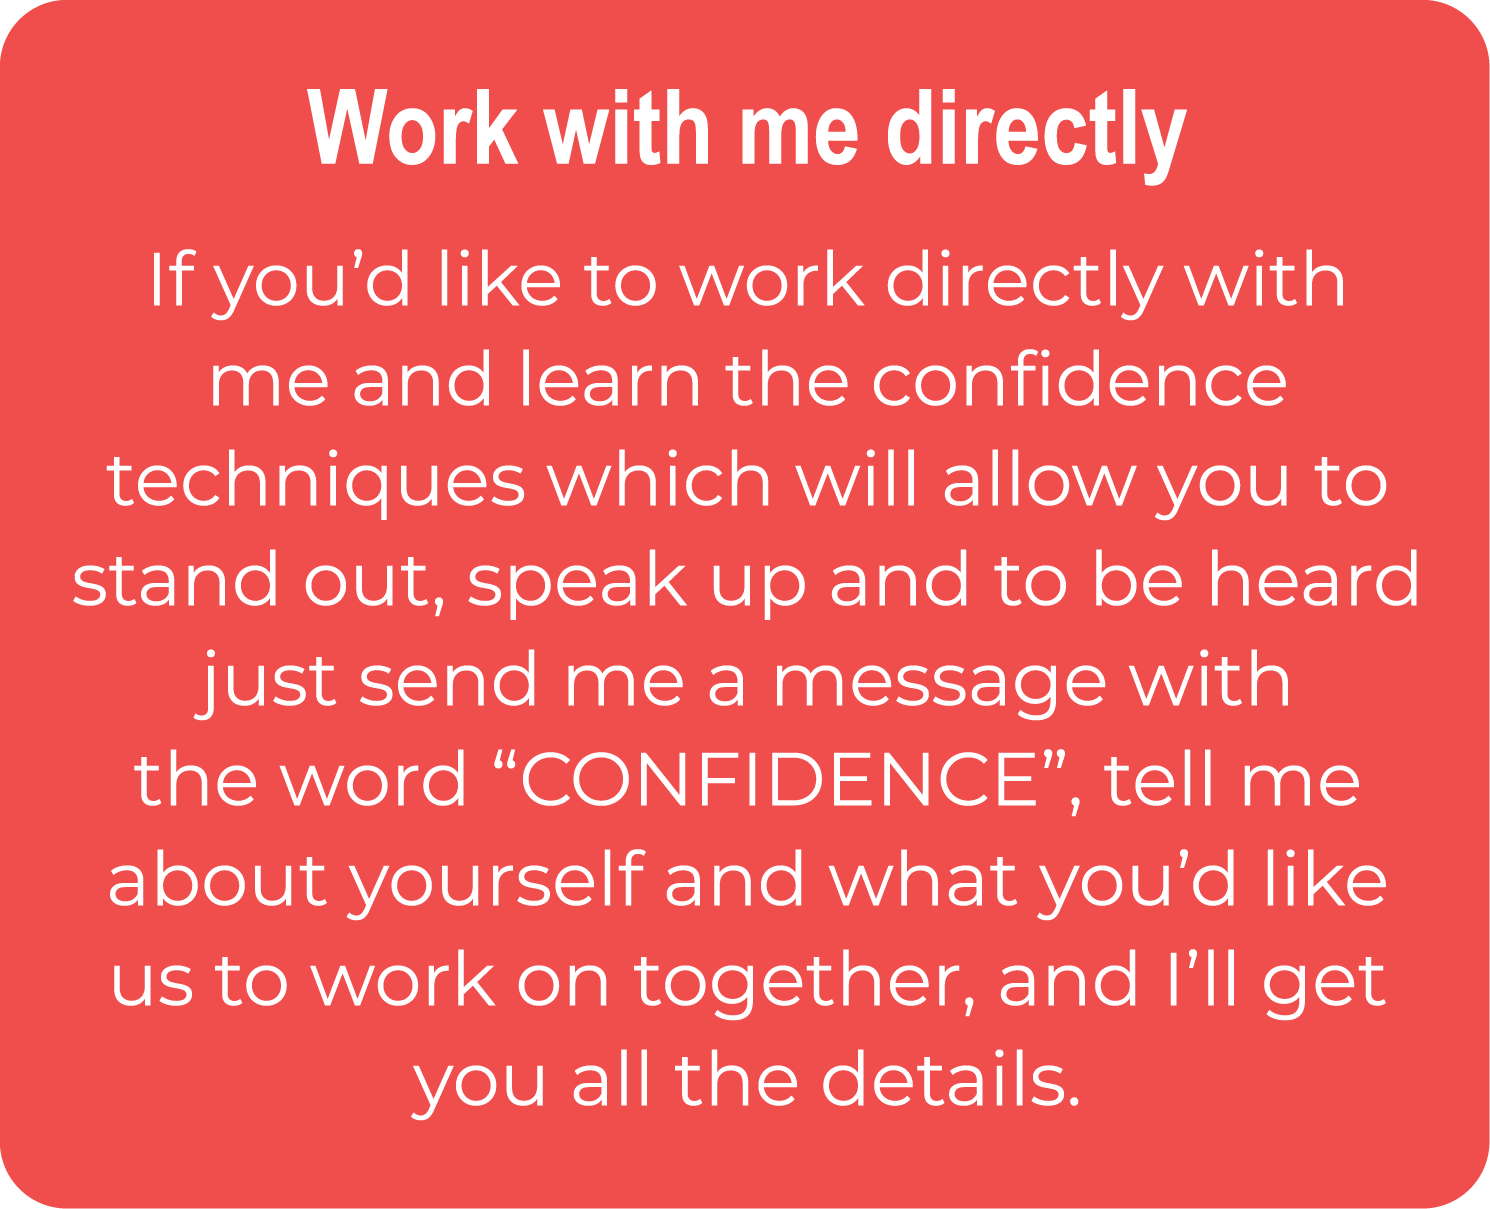 Work with me directly
If you’d like to work directly with
me and learn the confidence
techniques which will allow you to
stand out, speak up and to be heard
just send me a message with
the word “CONFIDENCE”, tell me
about yourself and what you’d like
us to work on together, and I’ll get
you all the details.